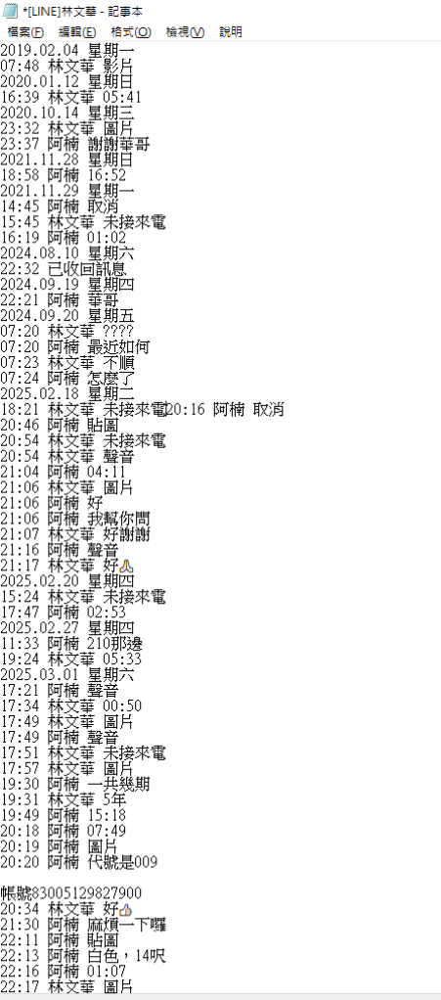 *[LINE]林文華 - 記事本
檔案(F) 編輯(E) 格式(O) 檢視(V) 說明
2019.02.04 星期一
07:48 林文華 影片
2020.01.12 星期日
16:39 林文華 05:41
2020.10.14 星期三
23:32 林文華 圖片
23:37 阿楠 謝謝華哥
2021.11.28 星期日
18:58 阿楠 16:52
2021.11.29 星期一
14:45 阿楠 取消
15:45 林文華 未接來電
16:19 阿楠 01:02
2024.08.10 星期六
22:32 已收回訊息
2024.09.19 星期四
22:21 阿楠 華哥
2024.09.20 星期五
07:20 林文華 ????
07:20 阿楠 最近如何
07:23 林文華 不順
07:24 阿楠 怎麼了
2025.02.18 星期二
18:21 林文華 未接來電20:16 阿楠 取消
20:46 阿楠 貼圖
20:54 林文華 未接來電
20:54 林文華 聲音
21:04 阿楠 04:11
21:06 林文華 圖片
21:06 阿楠 好
21:06 阿楠 我幫你問
21:07 林文華 好謝謝
21:16 阿楠 聲音
21:17 林文華 好🙏
2025.02.20 星期四
15:24 林文華 未接來電
17:47 阿楠 02:53
2025.02.27 星期四
11:33 阿楠 210那邊
19:24 林文華 05:33
2025.03.01 星期六
17:21 阿楠 聲音
17:34 林文華 00:50
17:49 林文華 圖片
17:49 阿楠 聲音
17:51 林文華 未接來電
17:57 林文華 圖片
19:30 阿楠 一共幾期
19:31 林文華 5年
19:49 阿楠 15:18
20:18 阿楠 07:49
20:19 阿楠 圖片
20:20 阿楠 代號是009
帳號83005129827900
20:34 林文華 好👍
21:30 阿楠 麻煩一下囉
22:11 阿楠 貼圖
22:13 阿楠 白色，14呎
22:16 阿楠 01:07
22:17 林文華 圖片